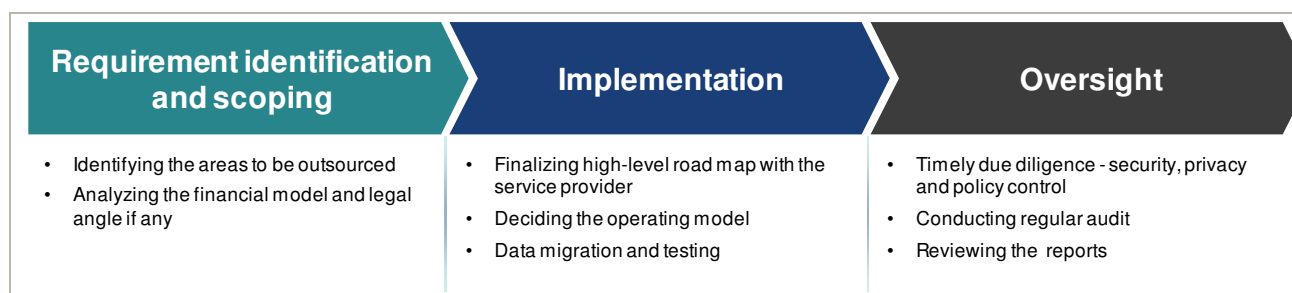 Requirement identification
and scoping
• Identifying the areas to be outsourced
• Analyzing the financial model and legal
angle if any
Implementation
• Finalizing high-level road map with the
service provider
• Deciding the operating model
• Data migration and testing
Oversight
• Timely due diligence - security, privacy
and policy control
• Conducting regular audit
• Reviewing the reports